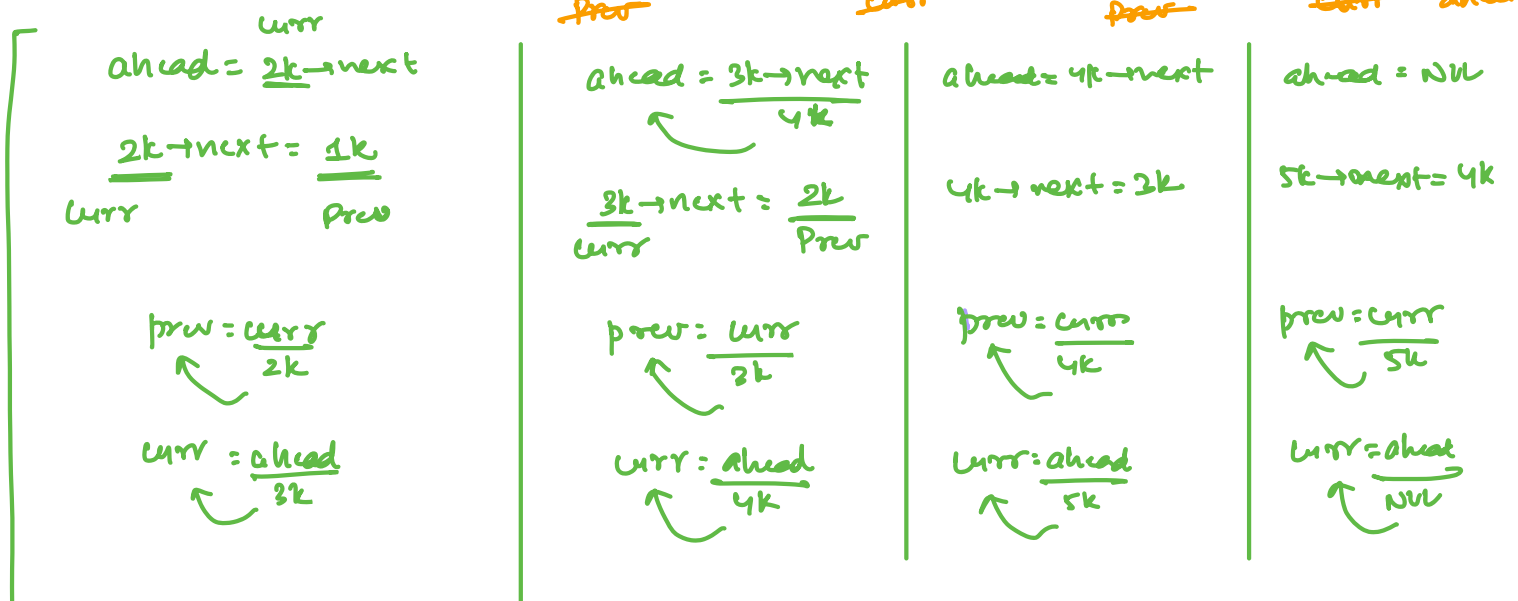 Prev
Prev
curr
ahead = 2k→next
2k→next = 1k
curr
prev
prev = curr
2k
curr = ahead
3k
ahead = 3k→next
4k
3k→next = 2k
curr
Prev
prev = curr
3k
curr = ahead
4k
ahead = 4k→next
4k→next = 3k
prev = curr
4k
curr = ahead
5k
ahead = NULL
5k→next = 4k
prev = curr
5k
curr = ahead
NULL